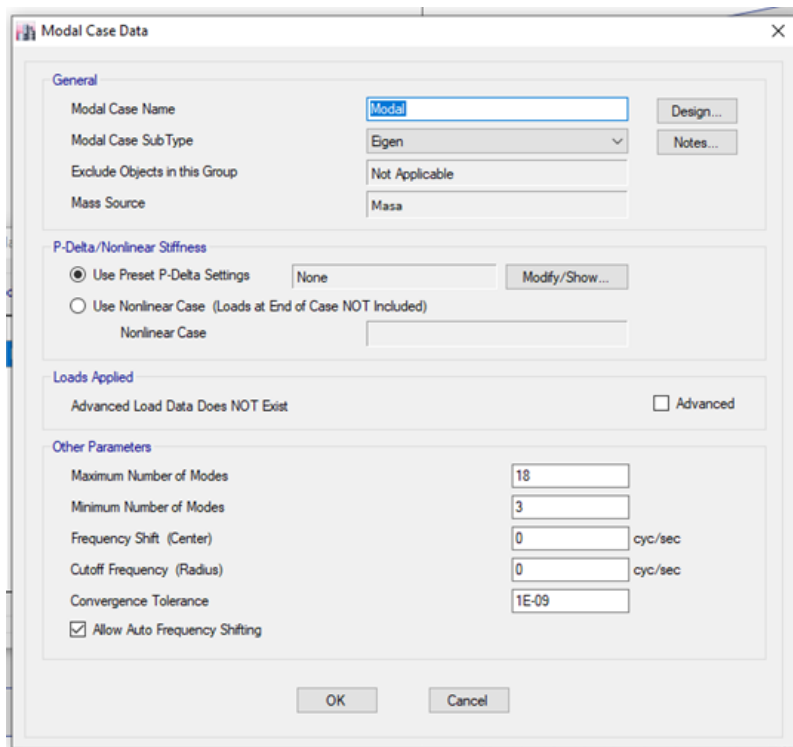 Modal Case Data
General
Modal Case Name Modal Design...
Modal Case SubType Eigen Notes...
Exclude Objects in this Group Not Applicable
Mass Source Masa
P-Delta/Nonlinear Stiffness
Use Preset P-Delta Settings None Modify/Show...
Use Nonlinear Case (Loads at End of Case NOT Included)
Nonlinear Case
Loads Applied
Advanced Load Data Does NOT Exist Advanced
Other Parameters
Maximum Number of Modes 18
Minimum Number of Modes 3
Frequency Shift (Center) 0 cyc/sec
Cutoff Frequency (Radius) 0 cyc/sec
Convergence Tolerance 1E-09
Allow Auto Frequency Shifting
OK Cancel